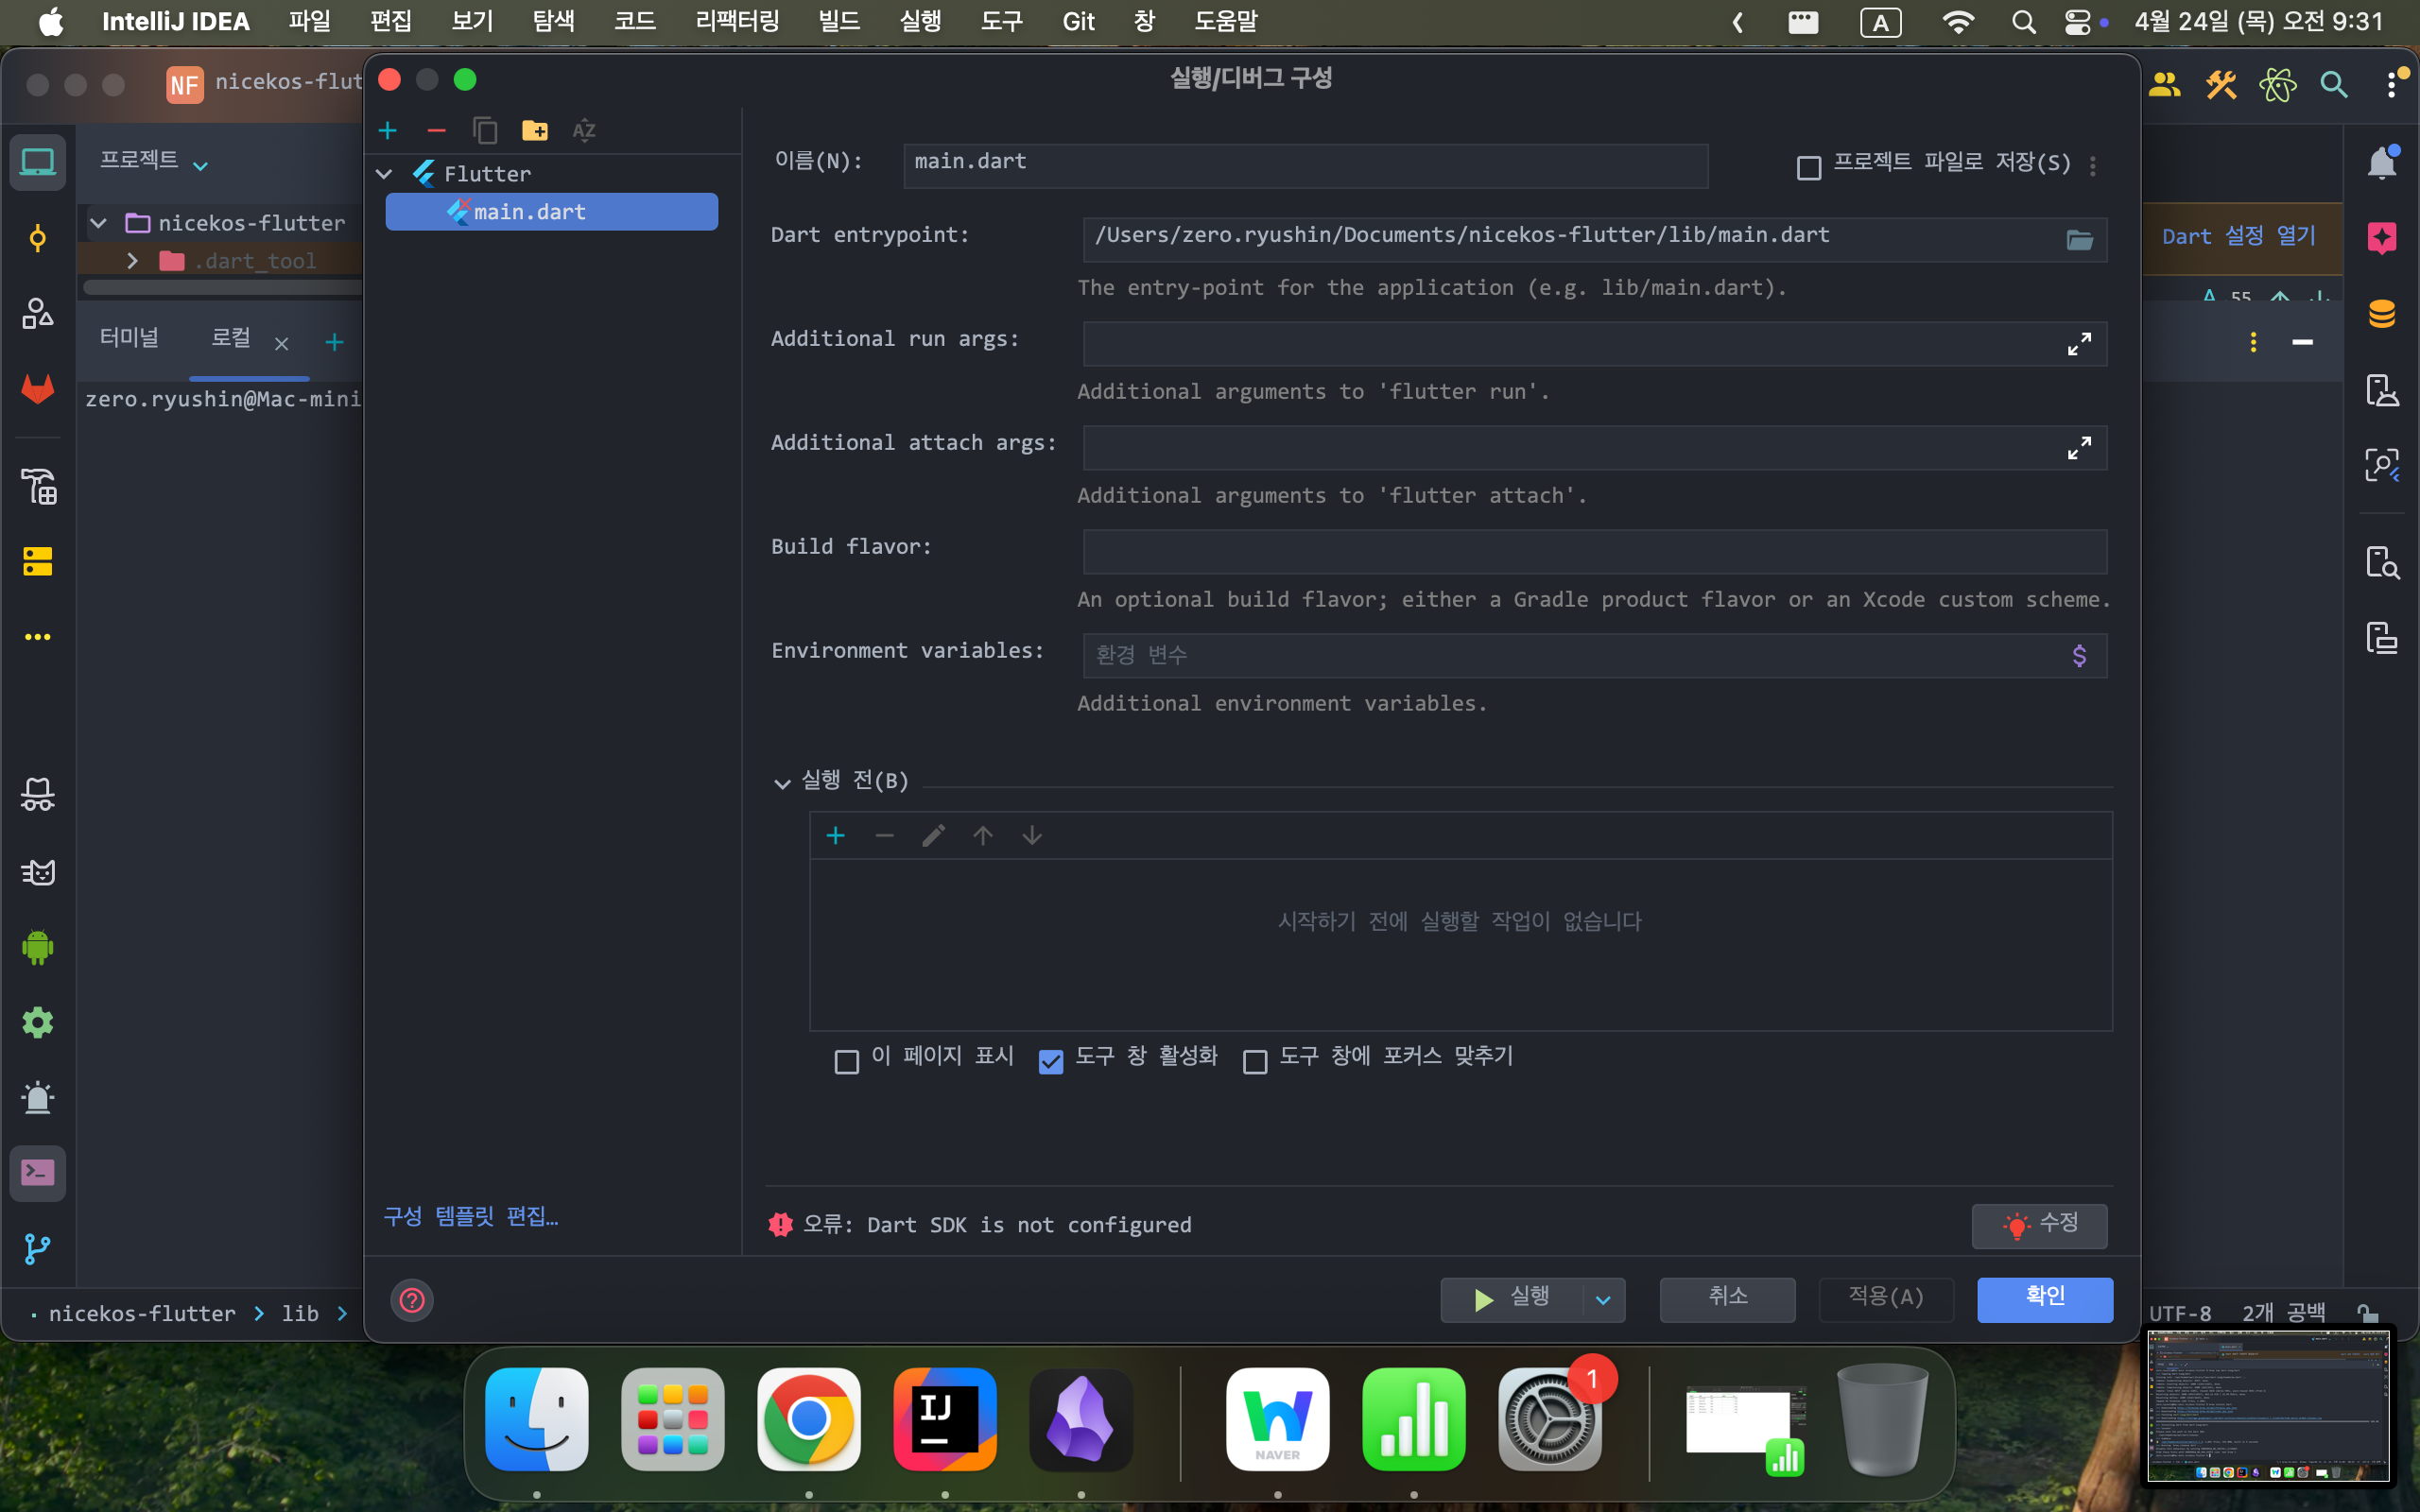 IntelliJ IDEA 파일 편집 보기 탐색 코드 리팩터링 빌드 실행 도구 Git 창 도움말 A 4월 24일 (목) 오전 9:31
NF nicekos-flut
실행/디버그 구성
프로젝트
nicekos-flutter
.dart_tool
터미널 로컬
zero.ryushin@Mac-mini
AZ
Flutter
main.dart
이름(N): main.dart 프로젝트 파일로 저장(S)
Dart entrypoint: /Users/zero.ryushin/Documents/nicekos-flutter/lib/main.dart
The entry-point for the application (e.g. lib/main.dart).
Additional run args:
Additional arguments to 'flutter run'.
Additional attach args:
Additional arguments to 'flutter attach'.
Build flavor:
An optional build flavor; either a Gradle product flavor or an Xcode custom scheme.
Environment variables: 환경 변수 $
Additional environment variables.
실행 전(B)
시작하기 전에 실행할 작업이 없습니다
이 페이지 표시 도구 창 활성화 도구 창에 포커스 맞추기
구성 템플릿 편집...
오류: Dart SDK is not configured 수정
? 실행 취소 적용(A) 확인
Dart 설정 열기
55
nicekos-flutter > lib >
UTF-8 2개 공백
IJ
NAVER
1